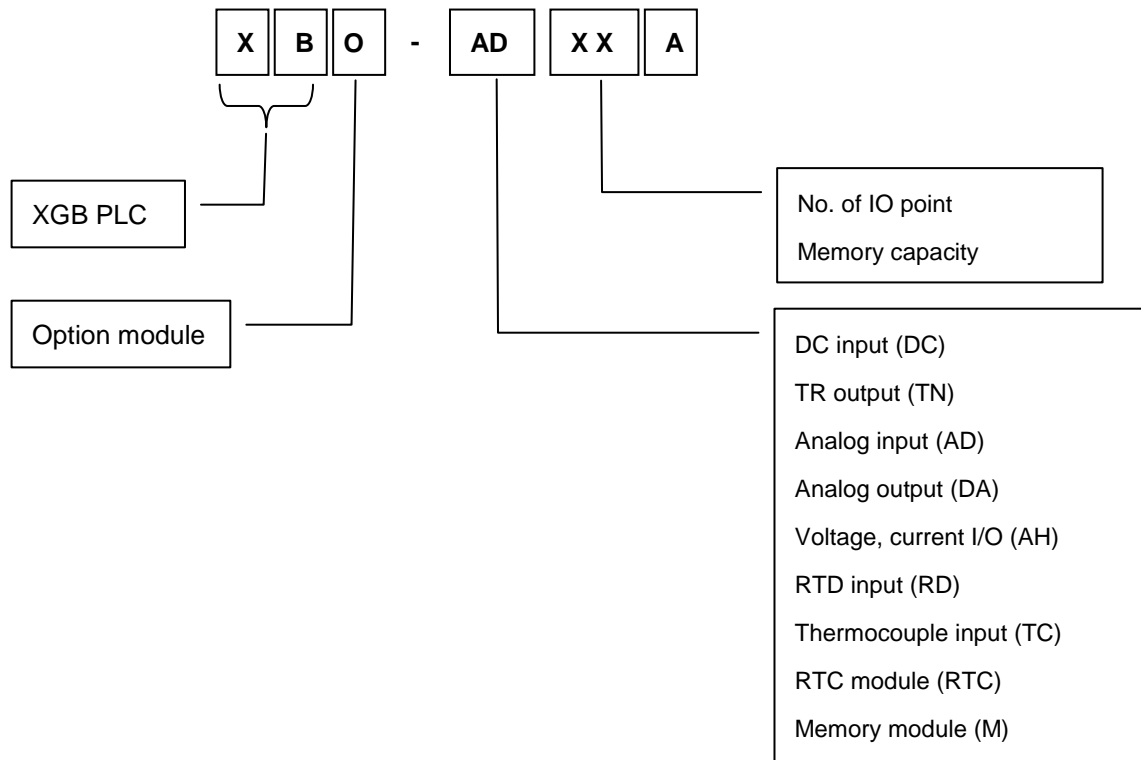 X B O - AD X X A
XGB PLC
Option module
No. of IO point
Memory capacity
DC input (DC)
TR output (TN)
Analog input (AD)
Analog output (DA)
Voltage, current I/O (AH)
RTD input (RD)
Thermocouple input (TC)
RTC module (RTC)
Memory module (M)